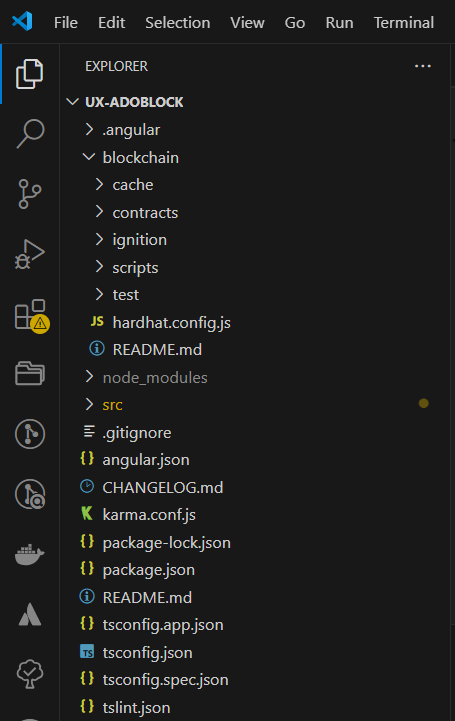 File Edit Selection View Go Run Terminal
EXPLORER ...
UX-ADOBLOCK
.angular
blockchain
cache
contracts
ignition
scripts
test
JS hardhat.config.js
README.md
node_modules
src
.gitignore
{} angular.json
CHANGELOG.md
karma.conf.js
{} package-lock.json
{} package.json
README.md
{} tsconfig.app.json
TS tsconfig.json
{} tsconfig.spec.json
{} tslint.json